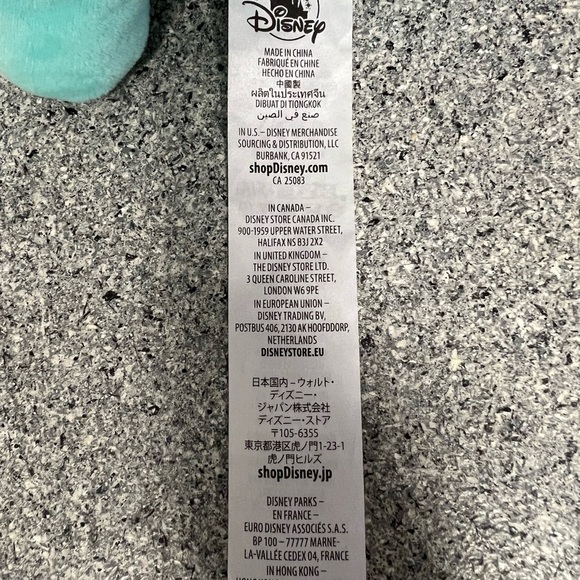 Disney
MADE IN CHINA
FABRIQUÉ EN CHINE
HECHO EN CHINA
中國製
ผลิตในประเทศจีน
DIBUAT DI TIONGKOK
صنع في الصين
IN U.S.– DISNEY MERCHANDISE
SOURCING & DISTRIBUTION, LLC
BURBANK, CA 91521
shopDisney.com
CA 25083
IN CANADA –
DISNEY STORE CANADA INC.
900-1959 UPPER WATER STREET,
HALIFAX NS B3J 2X2
IN UNITED KINGDOM –
THE DISNEY STORE LTD.
3 QUEEN CAROLINE STREET,
LONDON W6 9PE
IN EUROPEAN UNION –
DISNEY TRADING BV,
POSTBUS 406, 2130 AK HOOFDDORP,
NETHERLANDS
DISNEYSTORE.EU
日本国内 – ウォルト・
ディズニー・
ジャパン株式会社
ディズニー・ストア
〒105-6355
東京都港区虎ノ門1-23-1
虎ノ門ヒルズ
shopDisney.jp
DISNEY PARKS –
EN FRANCE –
EURO DISNEY ASSOCIÉS S.A.S.
BP 100 – 77777 MARNE-
LA-VALLÉE CEDEX 04, FRANCE
IN HONG KONG –